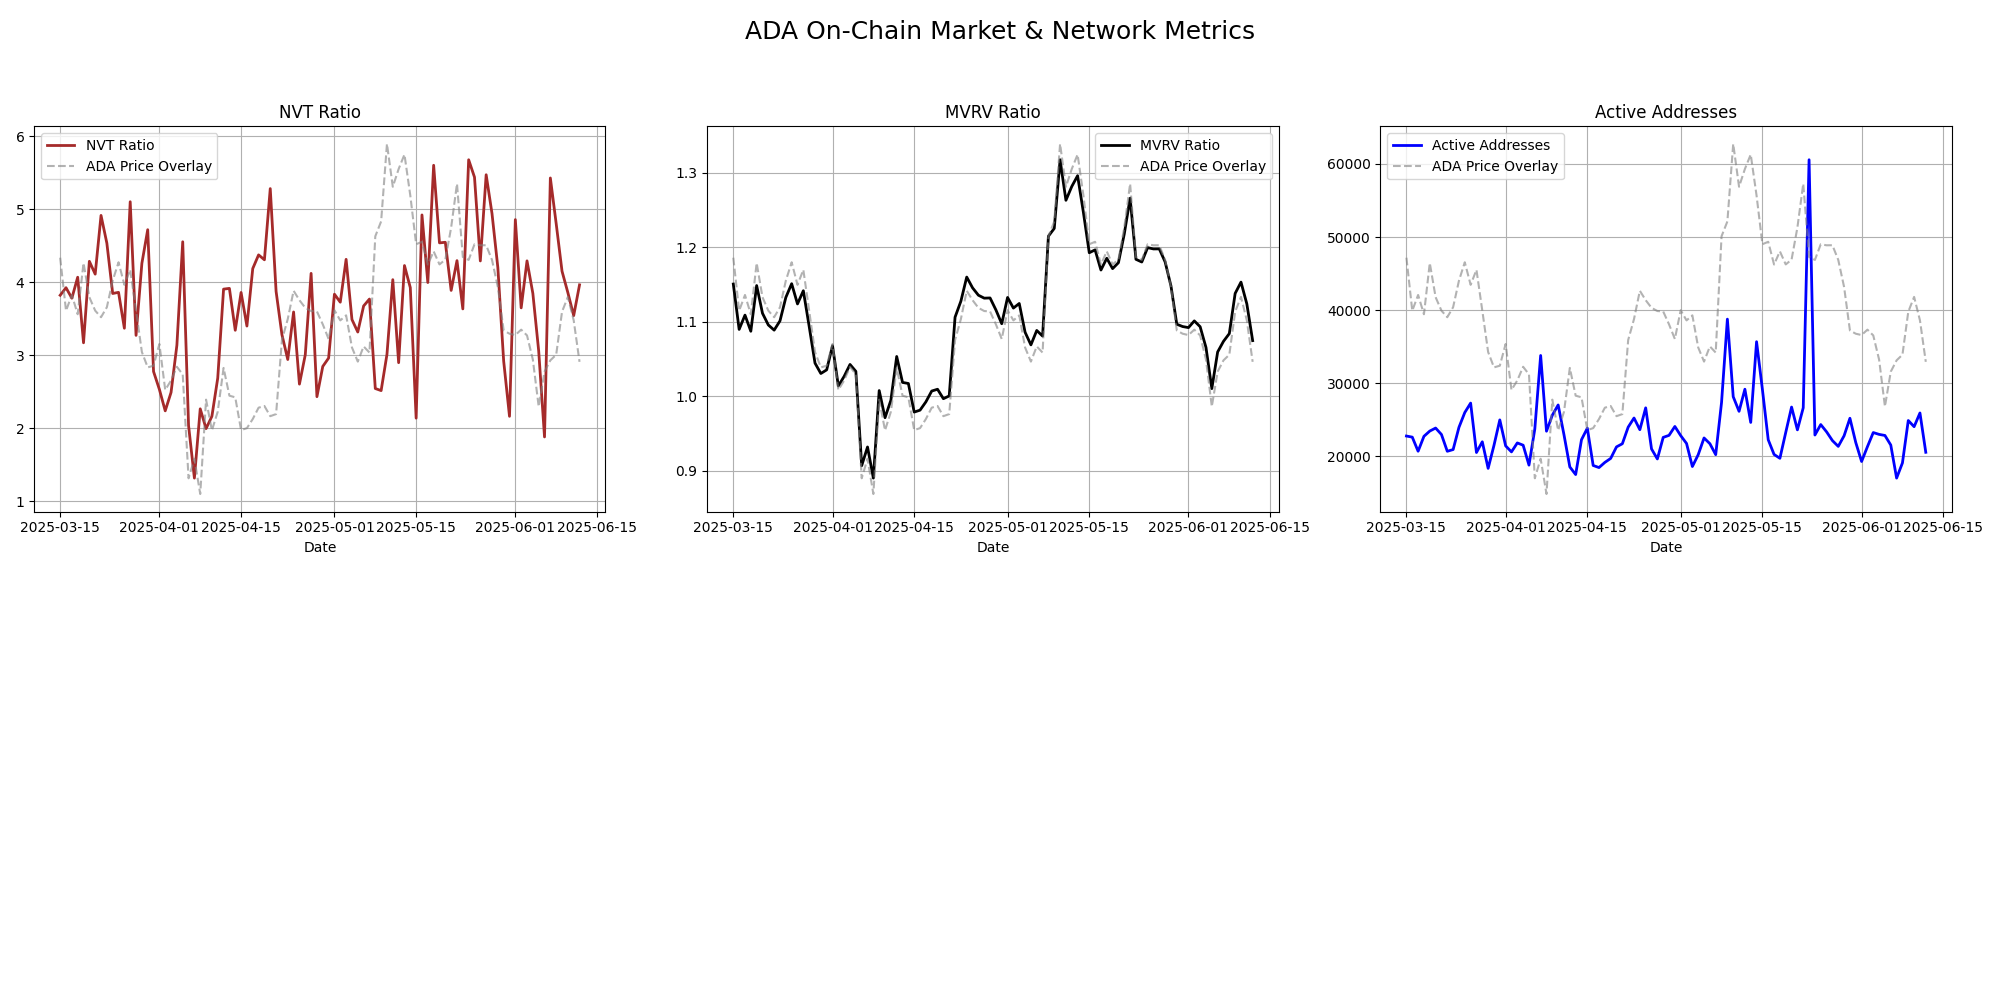 ADA On-Chain Market & Network Metrics
NVT Ratio
NVT Ratio
ADA Price Overlay
6
5
4
3
2
1
2025-03-15
2025-04-01
2025-04-15
2025-05-01
2025-05-15
2025-06-01
2025-06-15
Date
MVRV Ratio
MVRV Ratio
ADA Price Overlay
1.3
1.2
1.1
1.0
0.9
2025-03-15
2025-04-01
2025-04-15
2025-05-01
2025-05-15
2025-06-01
2025-06-15
Date
Active Addresses
Active Addresses
ADA Price Overlay
60000
50000
40000
30000
20000
2025-03-15
2025-04-01
2025-04-15
2025-05-01
2025-05-15
2025-06-01
2025-06-15
Date